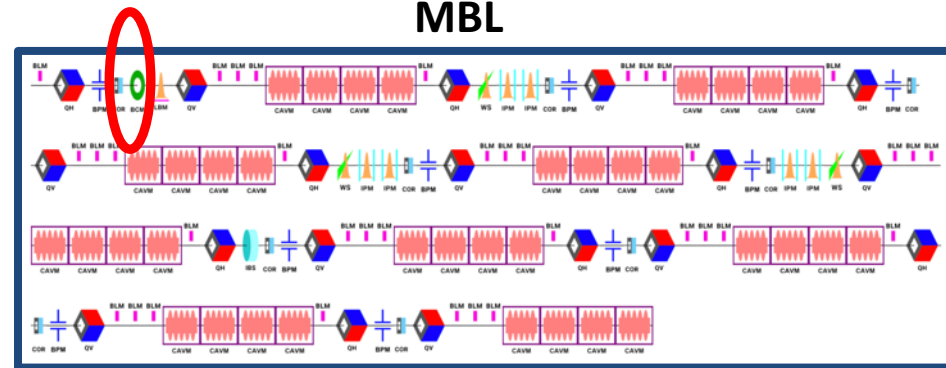 MBL
BLM BLM BLM BLM BLM BLM BLM BLM BLM
QH BPM COR BCM LBM QV CAVM CAVM CAVM CAVM QH WS IPM IPM COR BPM QV CAVM CAVM CAVM CAVM QH BPM COR
BLM BLM BLM BLM BLM BLM BLM BLM BLM BLM BLM
QV CAVM CAVM CAVM CAVM QH WS IPM IPM COR BPM QV CAVM CAVM CAVM CAVM QH BPM COR IPM IPM WS QV
BLM BLM BLM BLM BLM BLM BLM BLM
CAVM CAVM CAVM CAVM QH IBS COR BPM QV CAVM CAVM CAVM CAVM QH BPM COR QV CAVM CAVM CAVM CAVM QH
BLM BLM BLM BLM BLM BLM BLM
COR BPM QV CAVM CAVM CAVM CAVM QH BPM COR QV CAVM CAVM CAVM CAVM